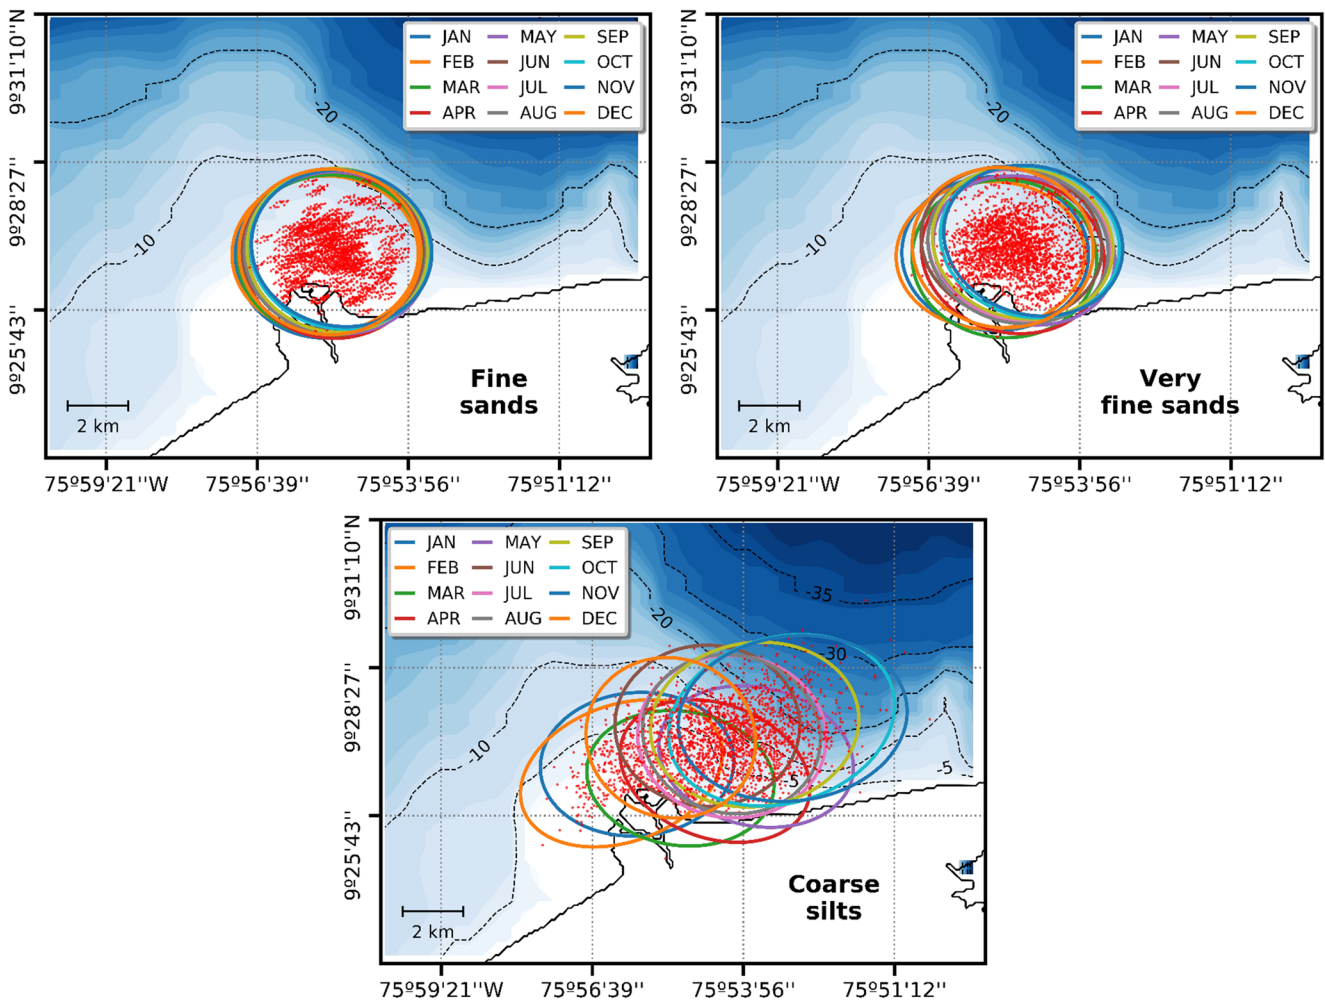 9º31'10''N
9º28'27''
9º25'43''
JAN MAY SEP
FEB JUN OCT
MAR JUL NOV
APR AUG DEC
-20
-10
Fine
sands
2 km
75º59'21''W 75º56'39'' 75º53'56'' 75º51'12''
9º31'10''N
9º28'27''
9º25'43''
JAN MAY SEP
FEB JUN OCT
MAR JUL NOV
APR AUG DEC
-20
-10
Very
fine sands
2 km
75º59'21''W 75º56'39'' 75º53'56'' 75º51'12''
9º31'10''N
9º28'27''
9º25'43''
JAN MAY SEP
FEB JUN OCT
MAR JUL NOV
APR AUG DEC
-35
-20
-30
-10
-5
-5
Coarse
silts
2 km
75º59'21''W 75º56'39'' 75º53'56'' 75º51'12''